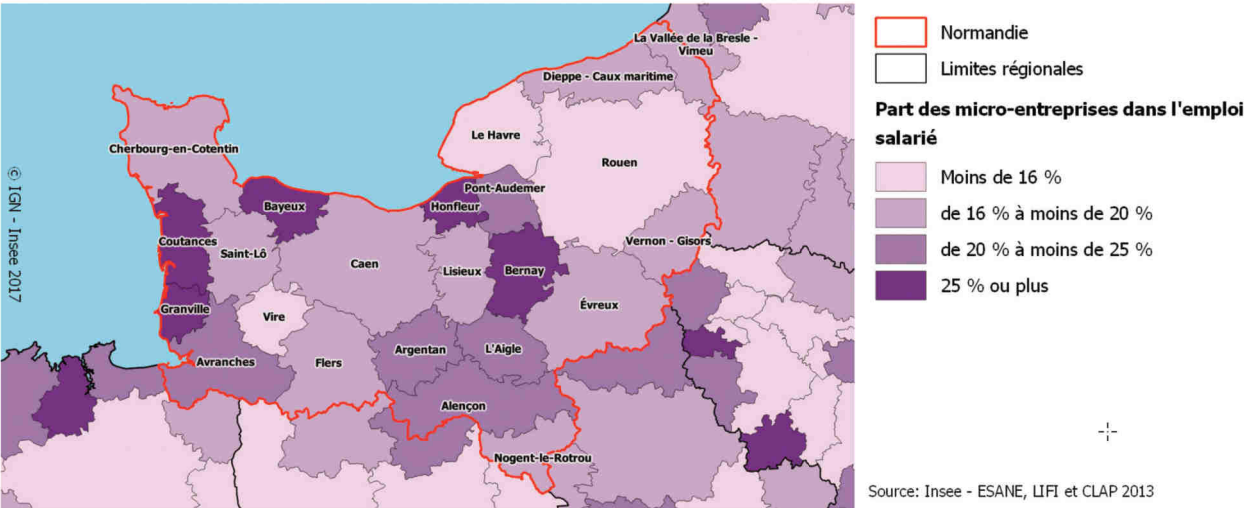 © IGN - Insee 2017
La Vallée de la Bresle -
Vimeu
Dieppe - Caux maritime
Le Havre
Cherbourg-en-Cotentin
Rouen
Pont-Audemer
Bayeux
Honfleur
Coutances
Saint-Lô
Caen
Lisieux
Bernay
Vernon - Gisors
Évreux
Granville
Vire
Avranches
Flers
Argentan
L'Aigle
Alençon
Nogent-le-Rotrou
Normandie
Limites régionales
Part des micro-entreprises dans l'emploi
salarié
Moins de 16 %
de 16 % à moins de 20 %
de 20 % à moins de 25 %
25 % ou plus
Source: Insee - ESANE, LIFI et CLAP 2013